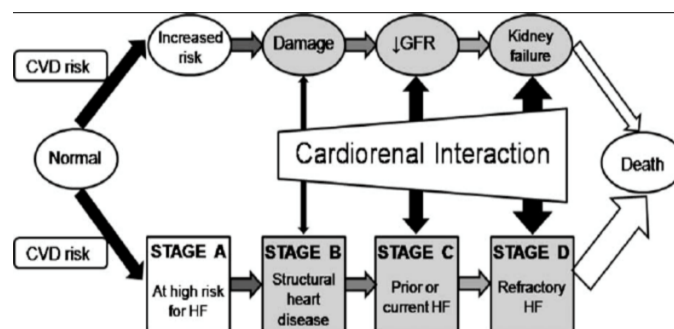 CVD risk
Increased
risk
Damage
↓GFR
Kidney
failure
Normal
Cardiorenal Interaction
Death
CVD risk
STAGE A
At high risk
for HF
STAGE B
Structural
heart
disease
STAGE C
Prior or
current HF
STAGE D
Refractory
HF